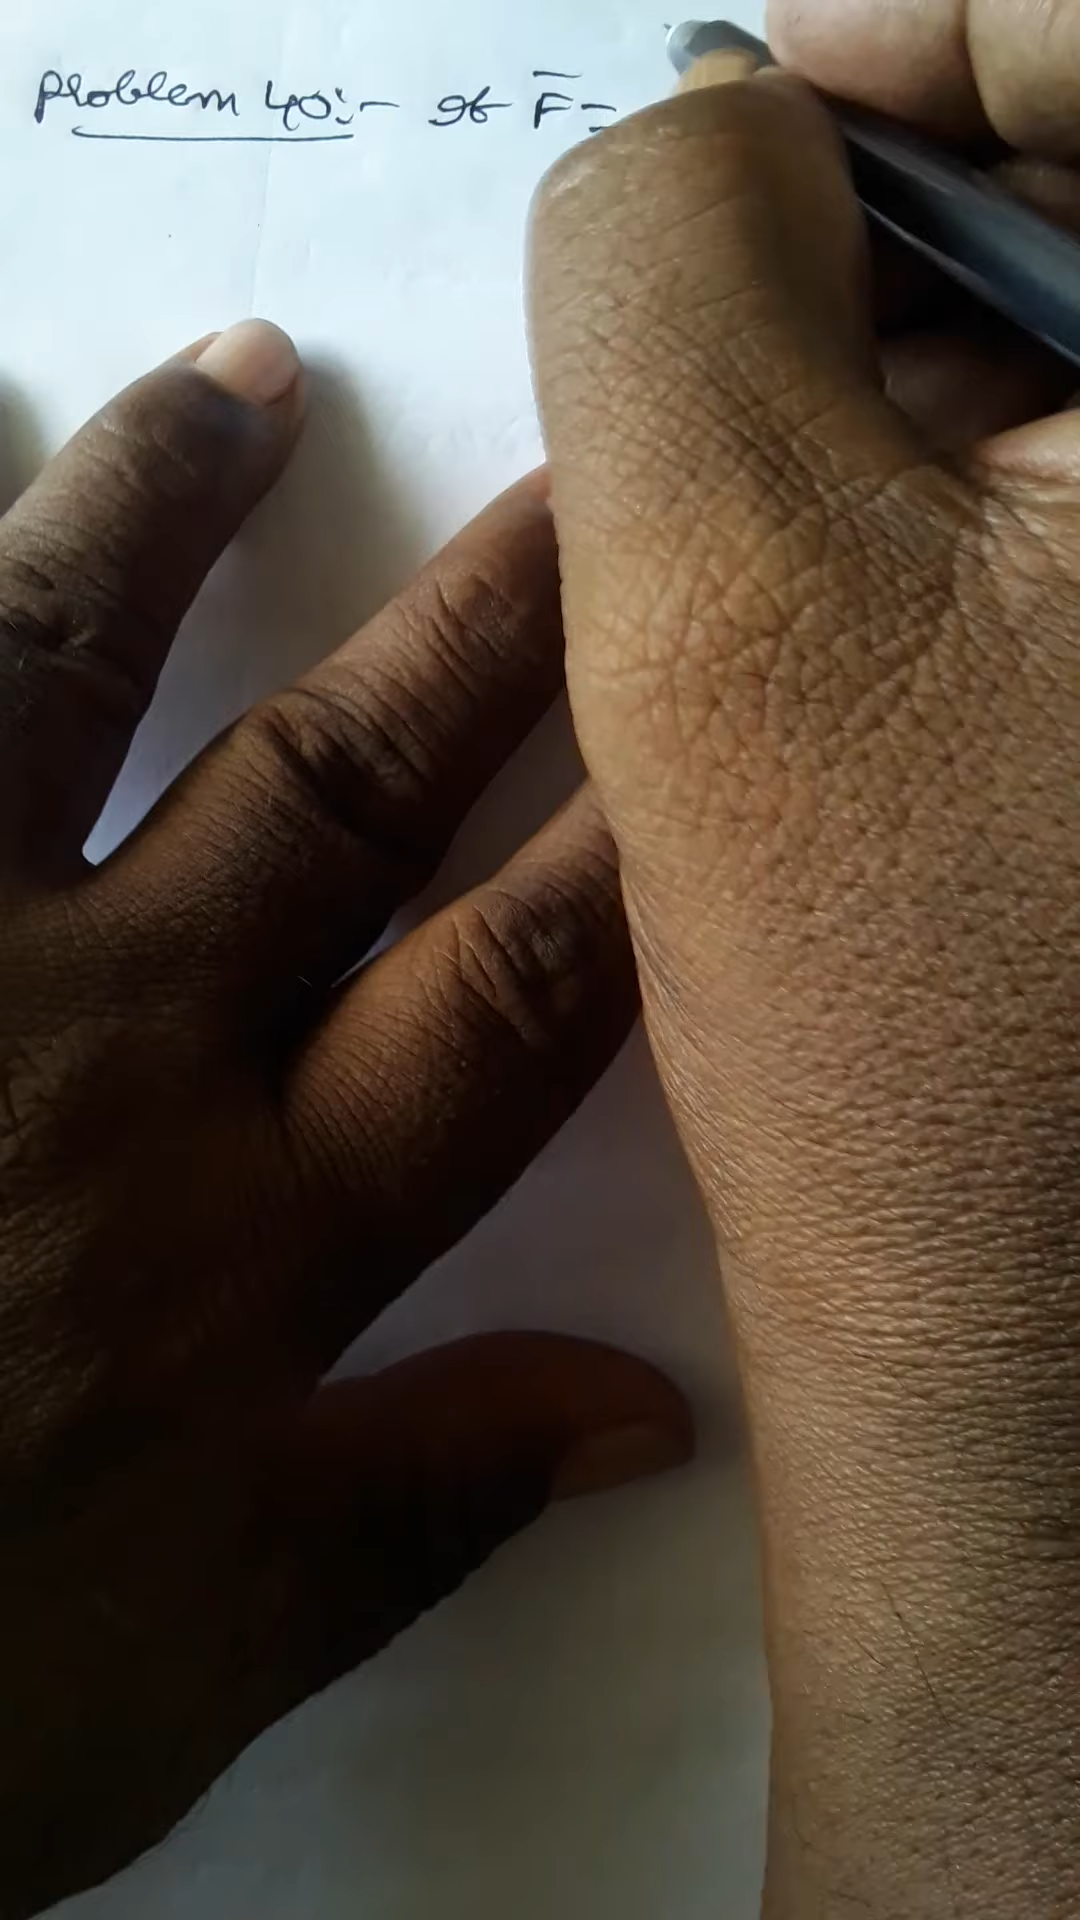 Problem 40:- If F̅ =